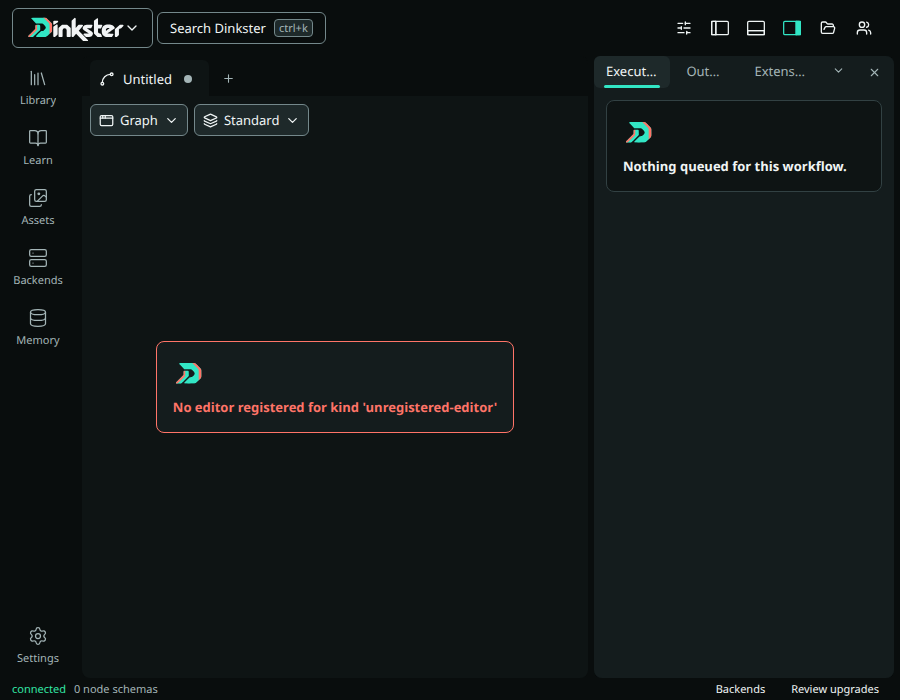 Dinkster
Search Dinkster ctrl+k
Library
Learn
Assets
Backends
Memory
Settings
Untitled
Graph
Standard
No editor registered for kind 'unregistered-editor'
Execut... Out... Extens...
Nothing queued for this workflow.
connected 0 node schemas
Backends Review upgrades